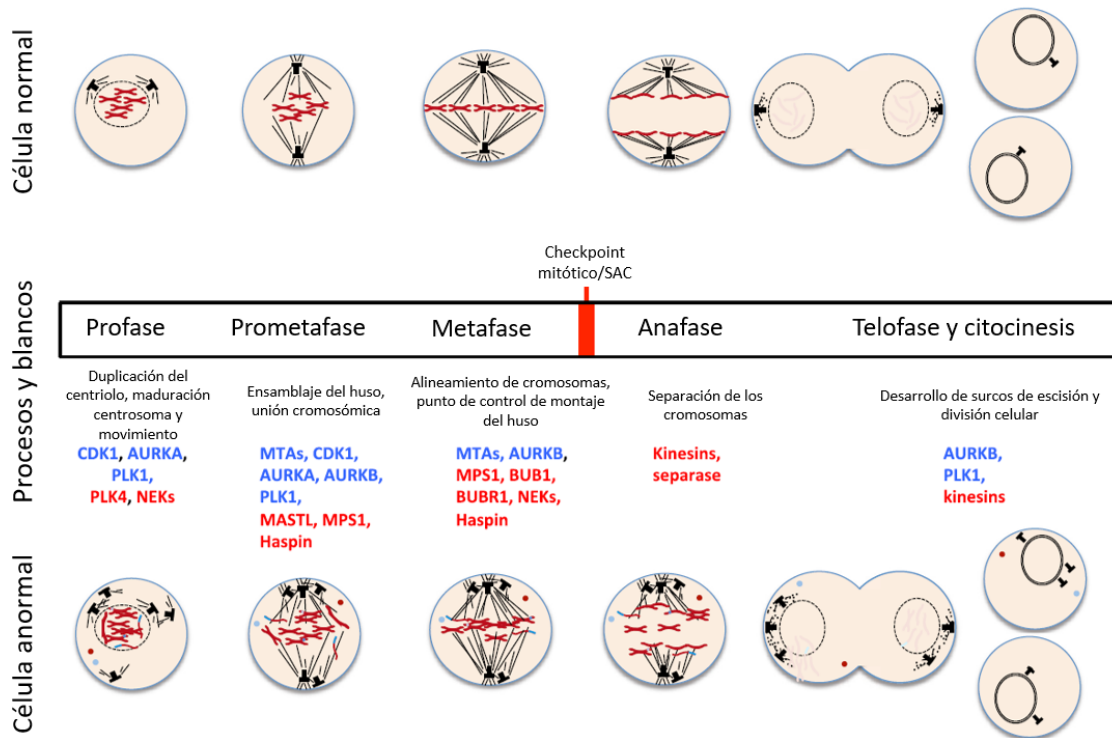 Célula normal
Procesos y blancos
Célula anormal
Checkpoint
mitótico/SAC
Profase
Prometafase
Metafase
Anafase
Telofase y citocinesis
Duplicación del
centriolo, maduración
centrosoma y
movimiento
CDK1, AURKA,
PLK1,
PLK4, NEKs
Ensamblaje del huso,
unión cromosómica
MTAs, CDK1,
AURKA, AURKB,
PLK1,
MASTL, MPS1,
Haspin
Alineamiento de cromosomas,
punto de control de montaje
del huso
MTAs, AURKB,
MPS1, BUB1,
BUBR1, NEKs,
Haspin
Separación de los
cromosomas
Kinesins,
separase
Desarrollo de surcos de escisión y
división celular
AURKB,
PLK1,
kinesins